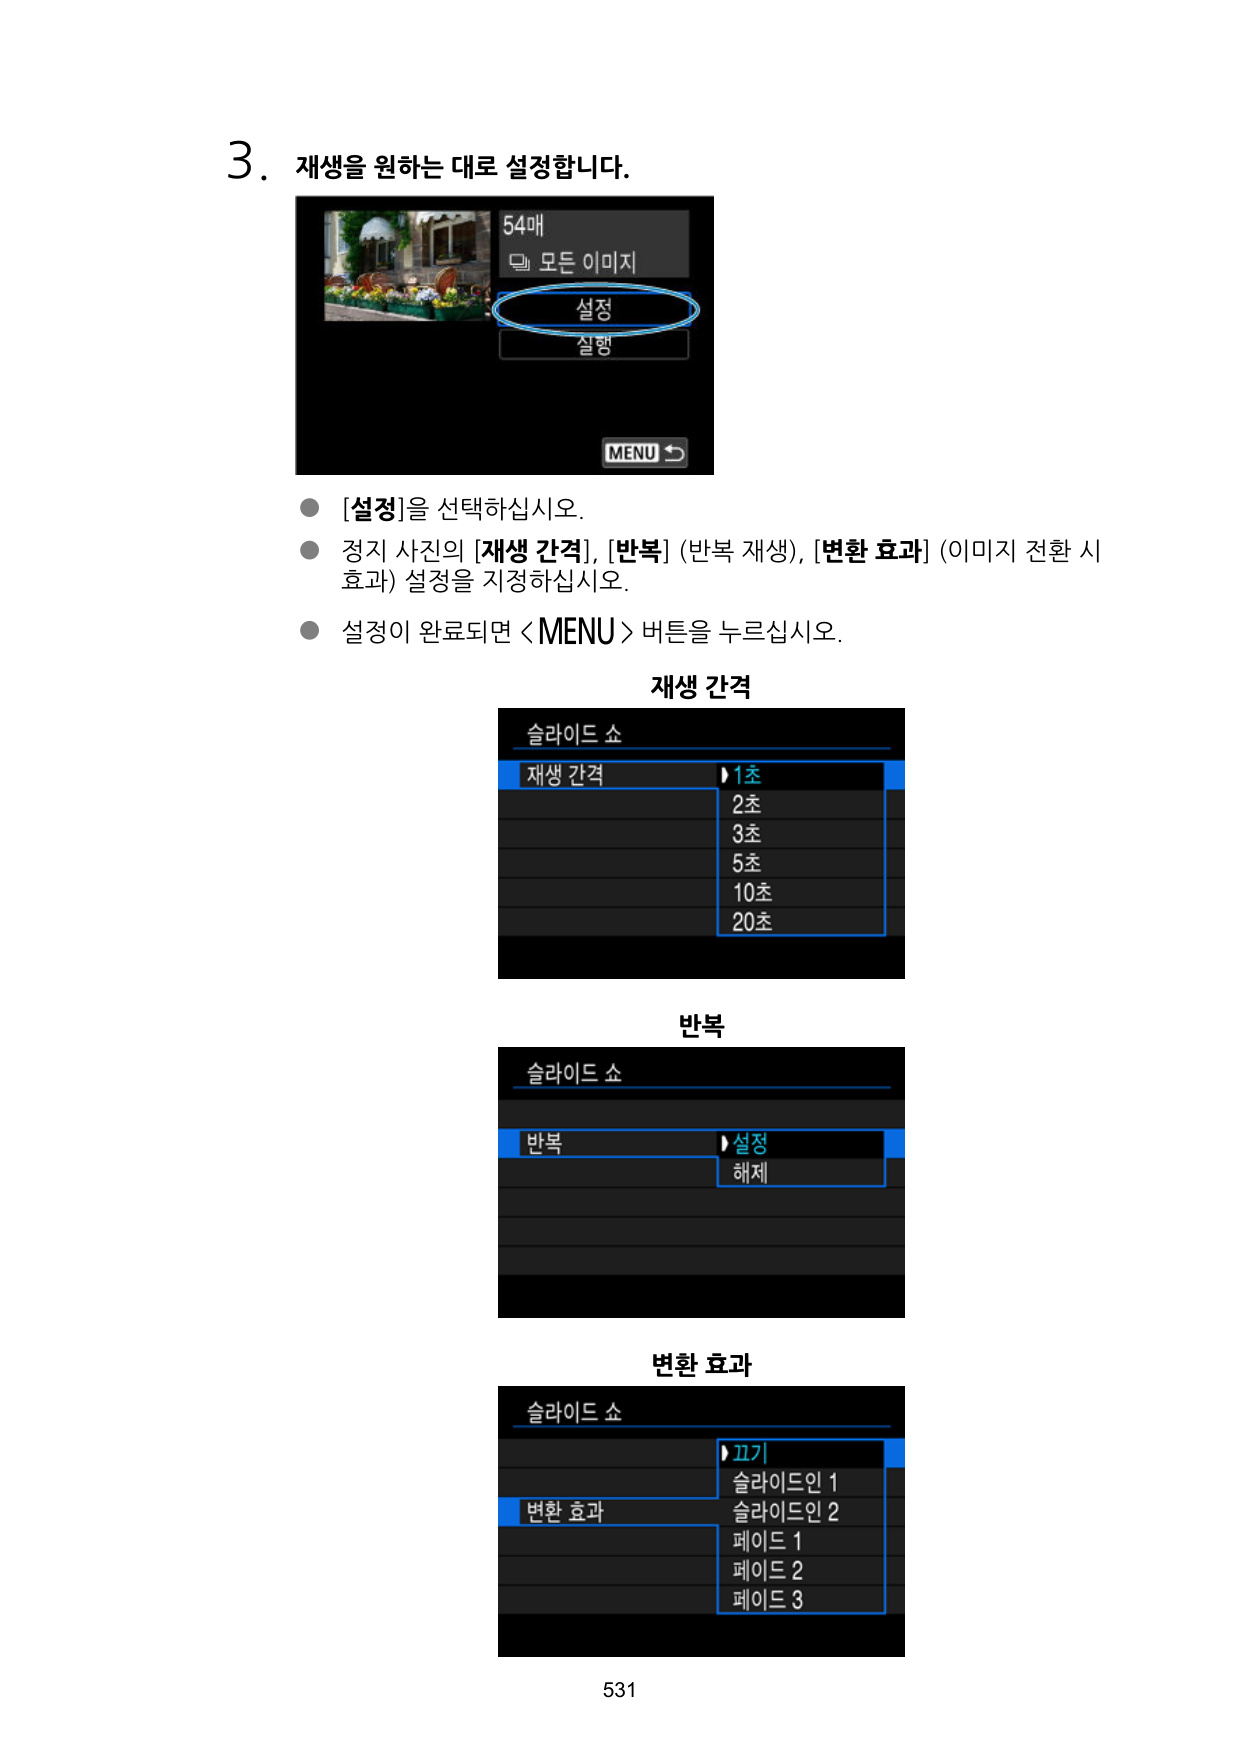 3. 재생을 원하는 대로 설정합니다.
54매
모든 이미지
설정
실행
MENU
● [설정]을 선택하십시오.
● 정지 사진의 [재생 간격], [반복] (반복 재생), [변환 효과] (이미지 전환 시
효과) 설정을 지정하십시오.
● 설정이 완료되면 <MENU> 버튼을 누르십시오.
재생 간격
슬라이드 쇼
재생 간격 1초
2초
3초
5초
10초
20초
반복
슬라이드 쇼
반복 설정
해제
변환 효과
슬라이드 쇼
끄기
슬라이드인 1
변환 효과 슬라이드인 2
페이드 1
페이드 2
페이드 3
531